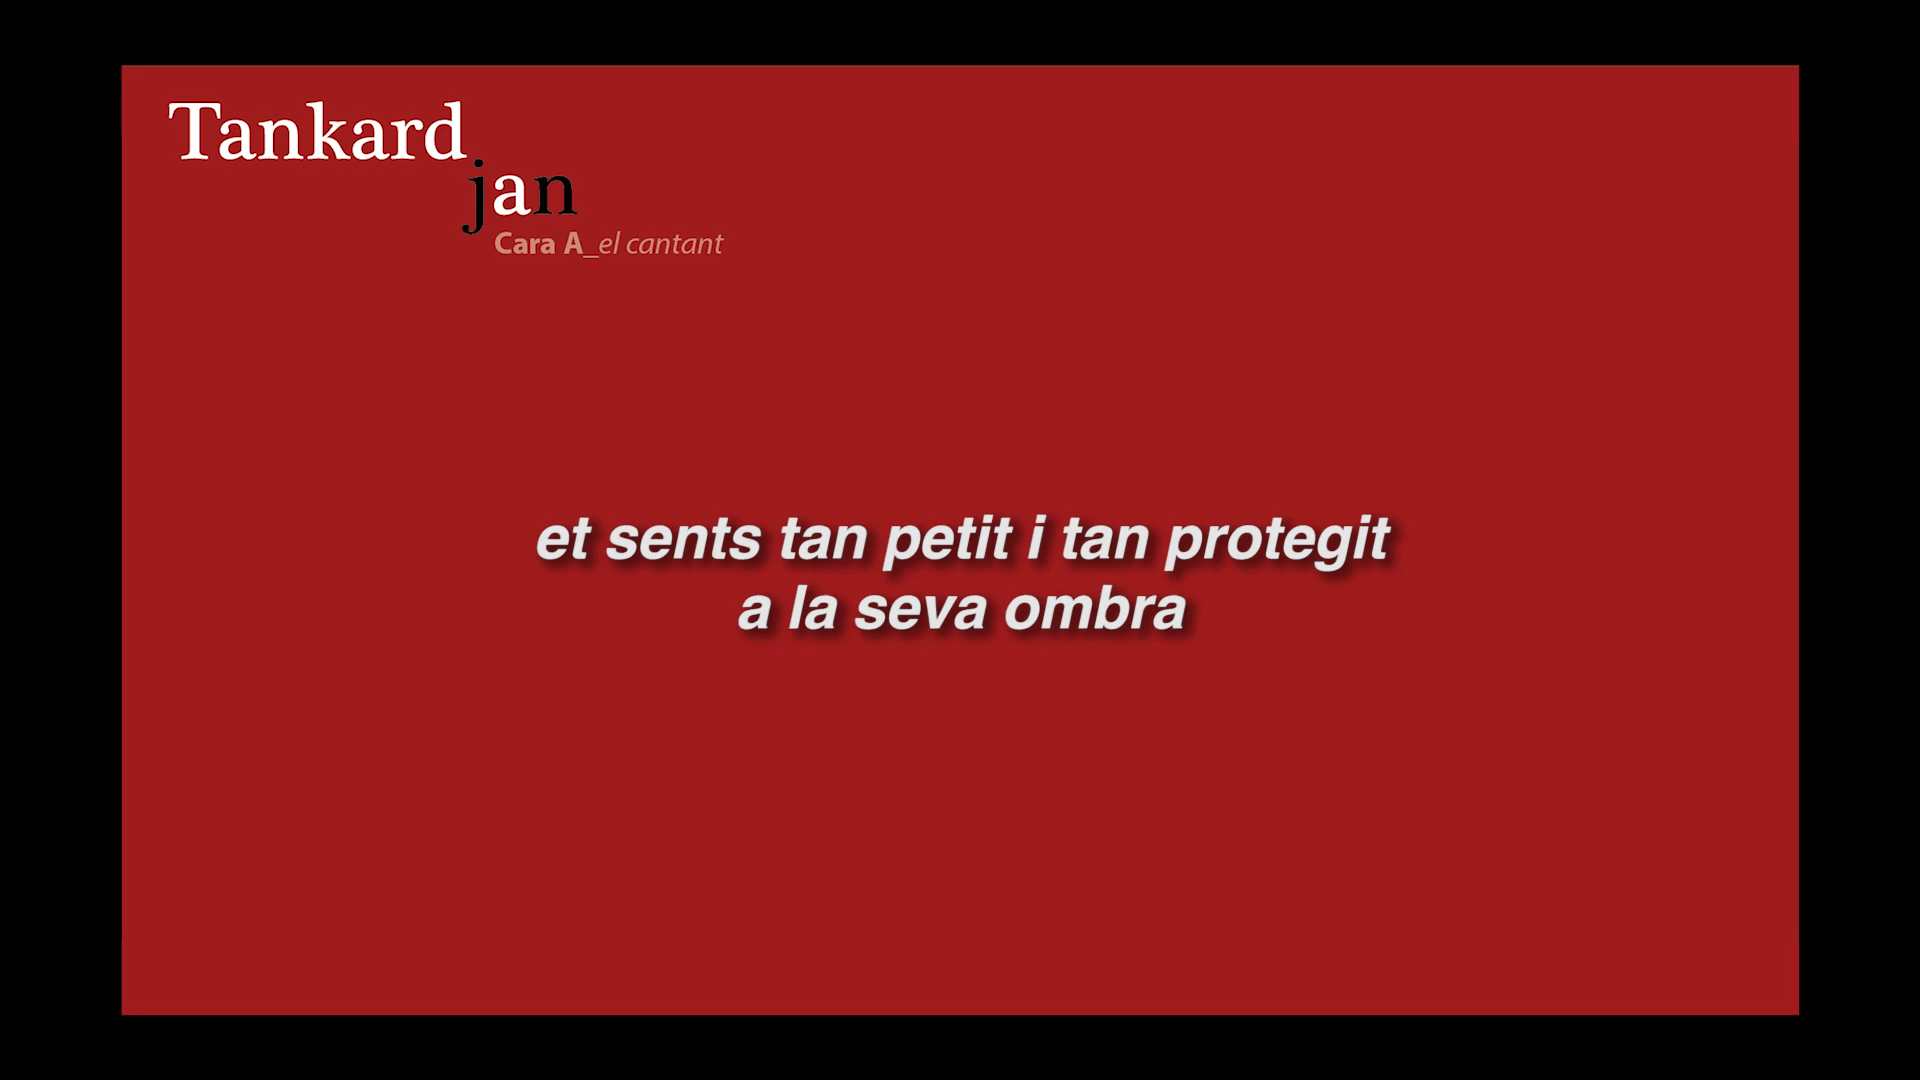 Tankard
jan
Cara A_el cantant
et sents tan petit i tan protegit
a la seva ombra